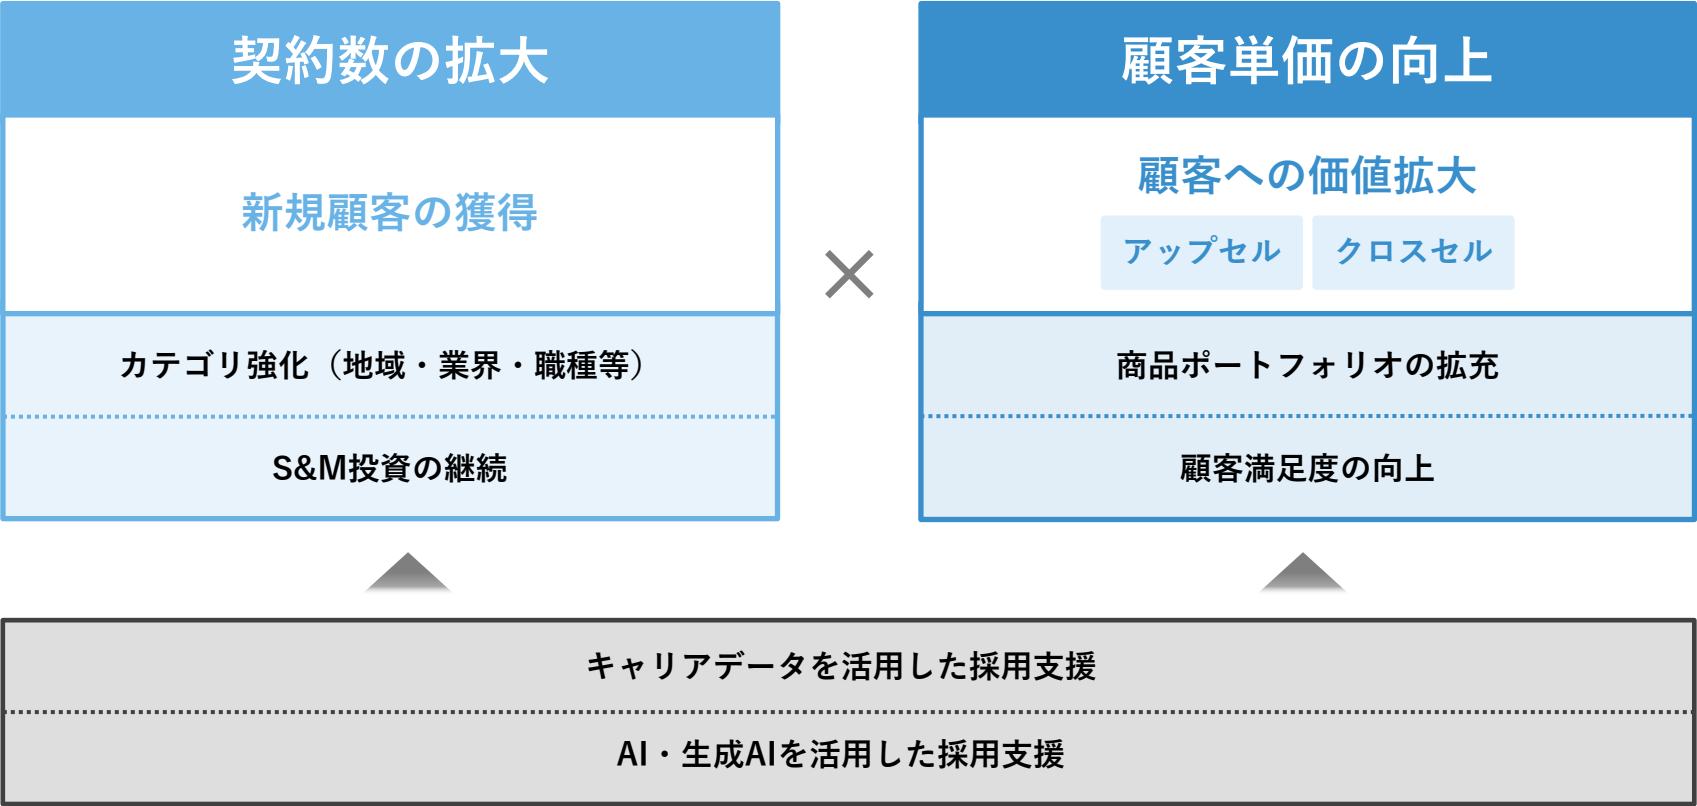 契約数の拡大
新規顧客の獲得
カテゴリ強化（地域・業界・職種等）
S&M投資の継続
×
顧客単価の向上
顧客への価値拡大
アップセル
クロスセル
商品ポートフォリオの拡充
顧客満足度の向上
キャリアデータを活用した採用支援
AI・生成AIを活用した採用支援